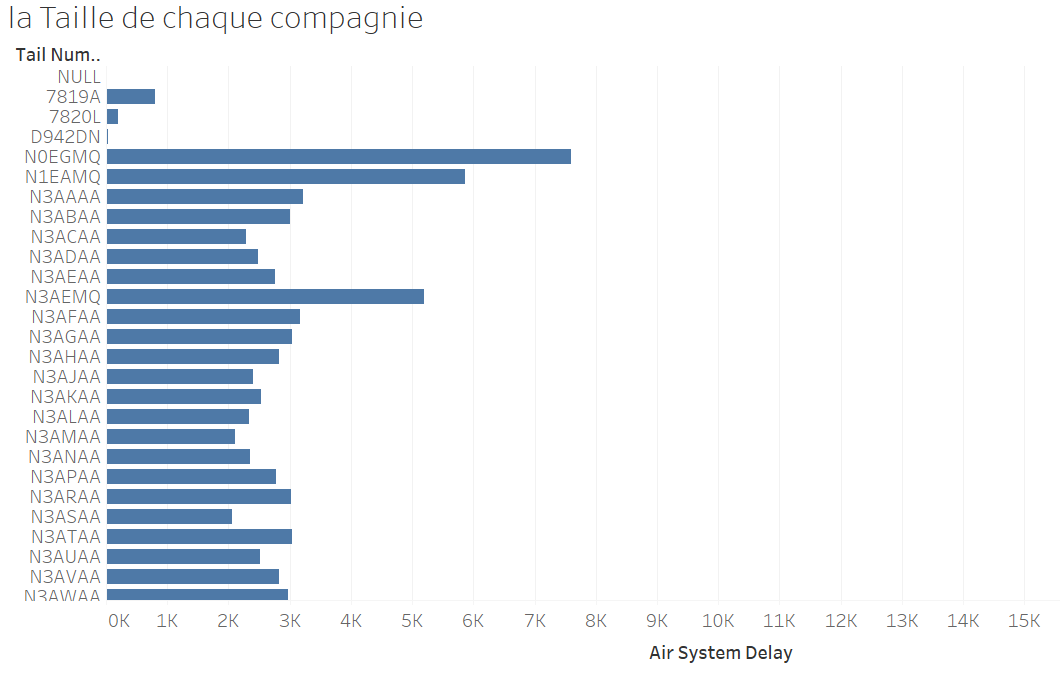 la Taille de chaque compagnie
Tail Num..
NULL
7819A
7820L
D942DN
N0EGMQ
N1EAMQ
N3AAAA
N3ABAA
N3ACAA
N3ADAA
N3AEAA
N3AEMQ
N3AFAA
N3AGAA
N3AHAA
N3AJAA
N3AKAA
N3ALAA
N3AMAA
N3ANAA
N3APAA
N3ARAA
N3ASAA
N3ATAA
N3AUAA
N3AVAA
N3AWAA
0K 1K 2K 3K 4K 5K 6K 7K 8K 9K 10K 11K 12K 13K 14K 15K
Air System Delay